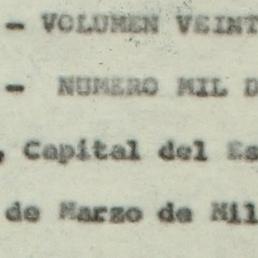 - VOLUMEN VEINT
- NUMERO MIL D
, Capital del Es
de Marzo de Mil